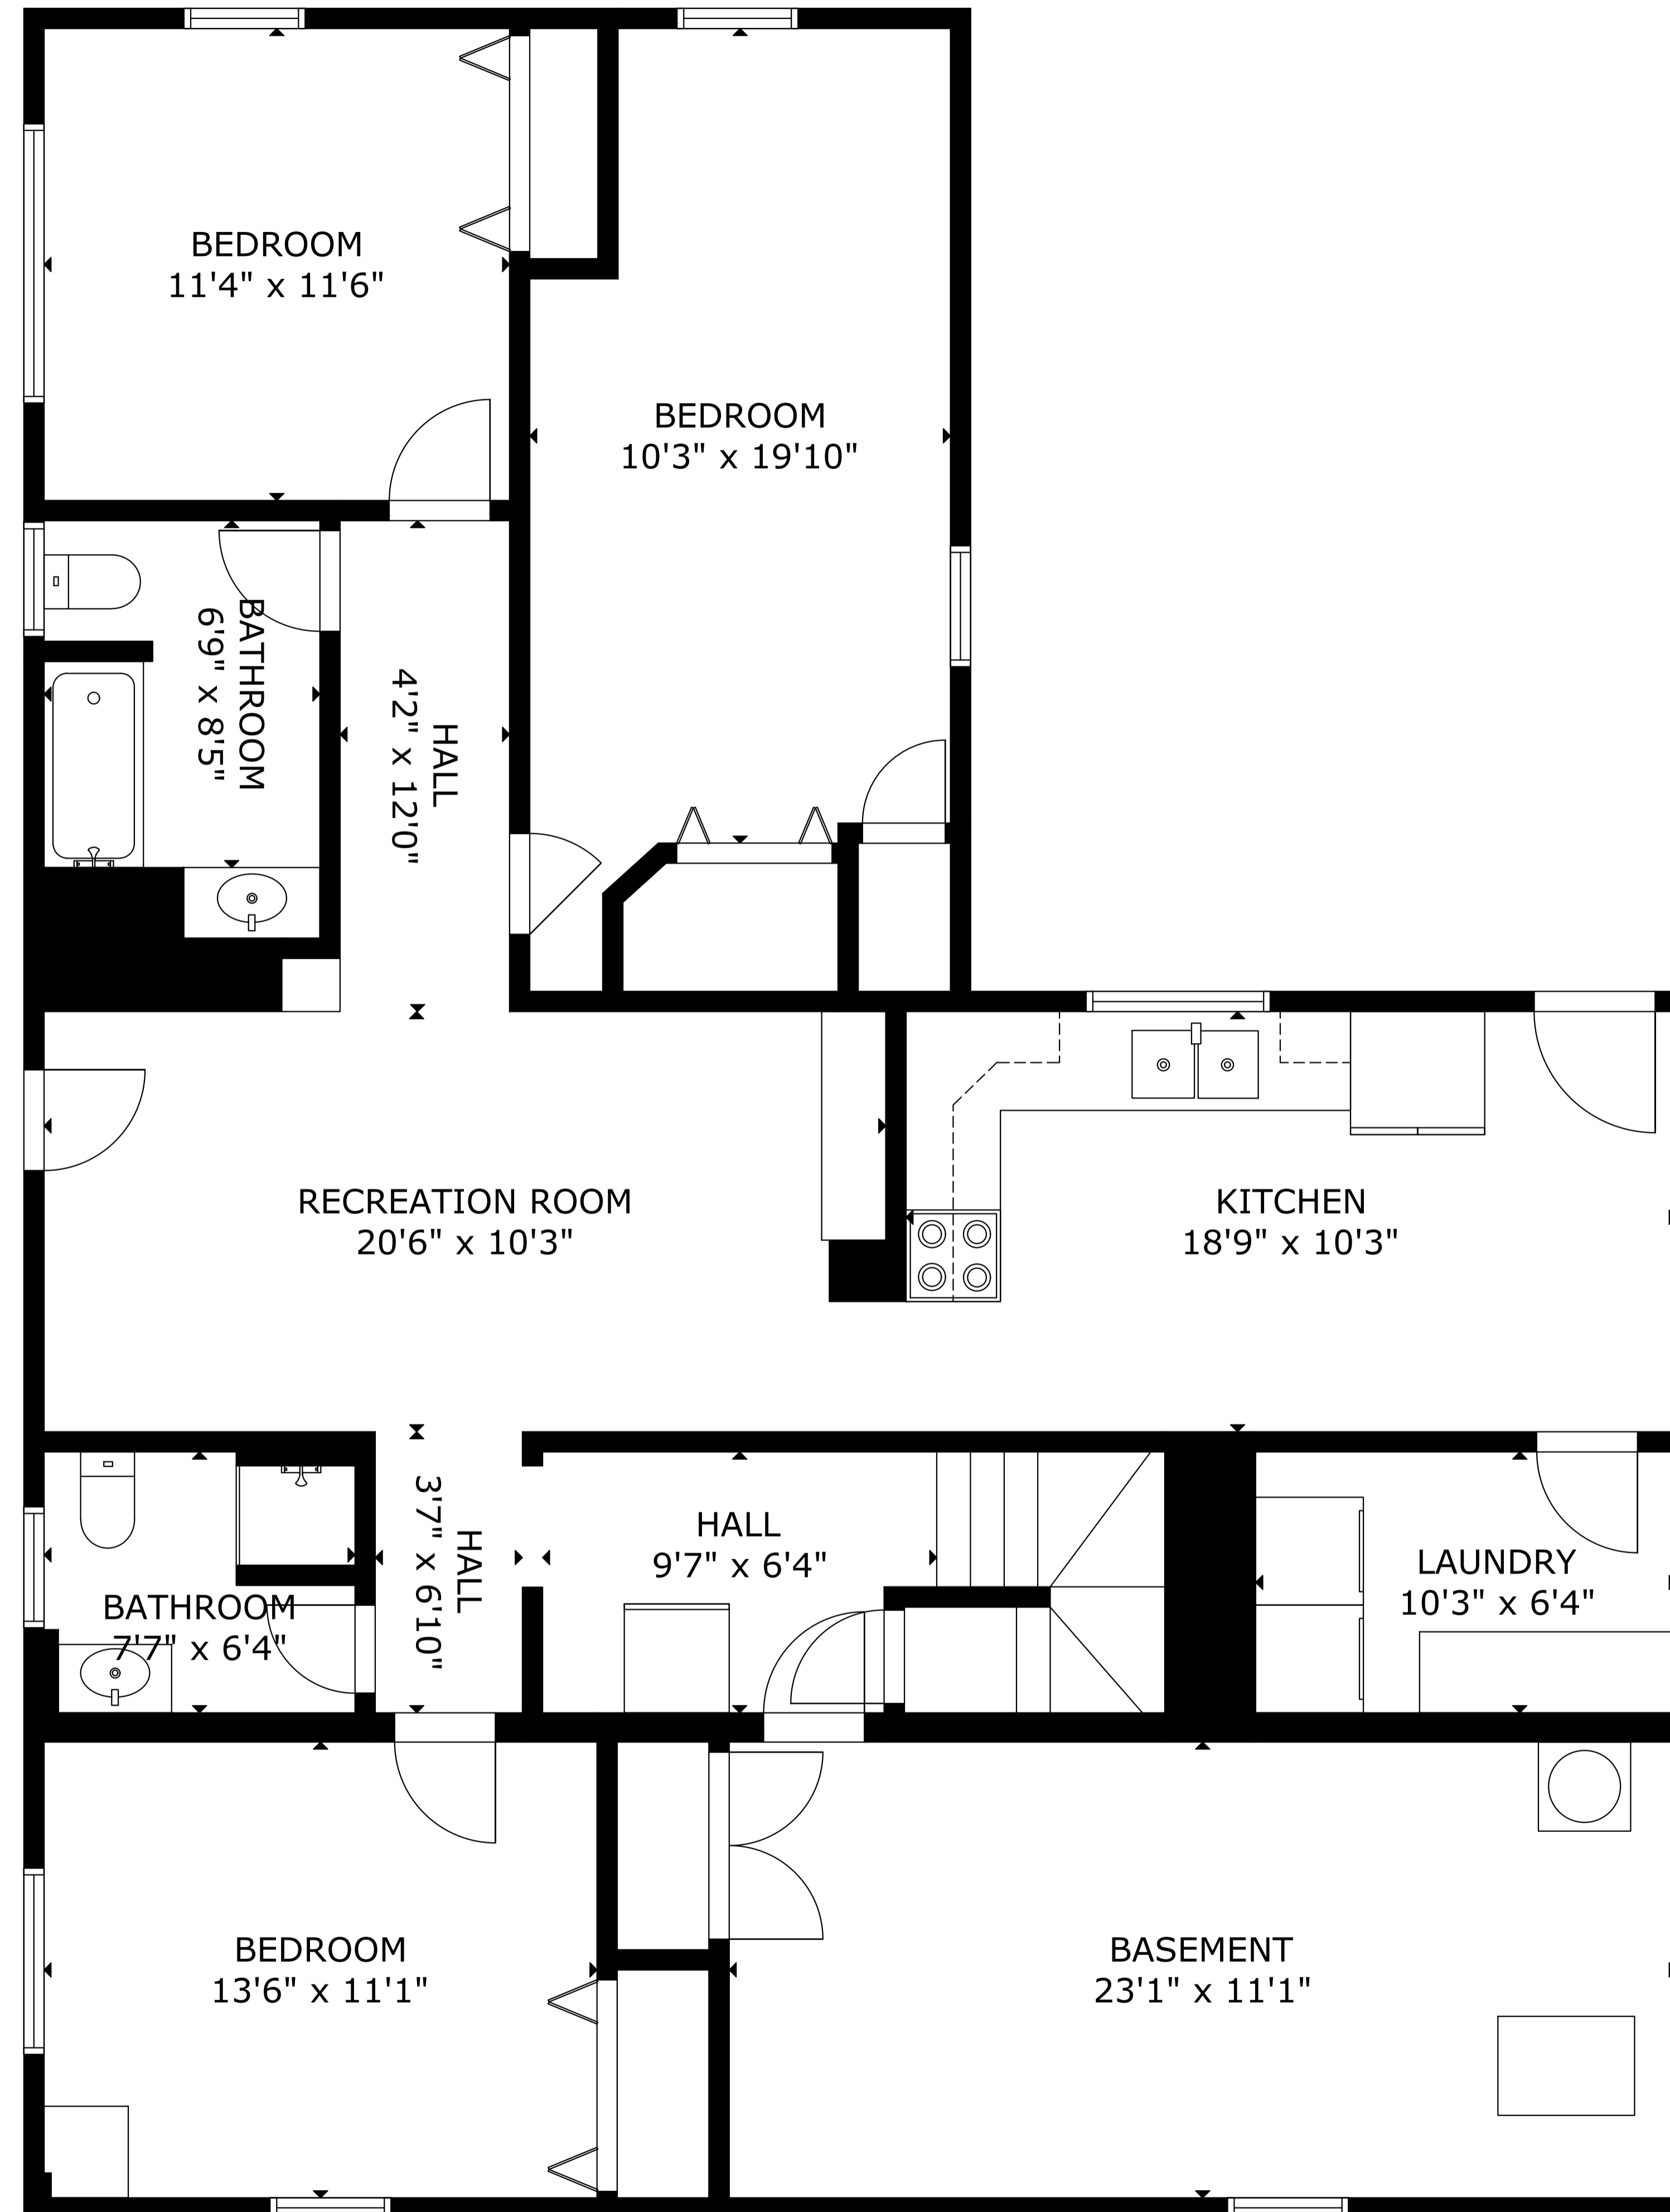 BEDROOM
11'4" x 11'6"
BEDROOM
10'3" x 19'10"
BATHROOM
6'9" x 8'5"
HALL
4'2" x 12'0"
RECREATION ROOM
20'6" x 10'3"
KITCHEN
18'9" x 10'3"
BATHROOM
7'7" x 6'4"
HALL
3'7" x 6'10"
HALL
9'7" x 6'4"
LAUNDRY
10'3" x 6'4"
BEDROOM
13'6" x 11'1"
BASEMENT
23'1" x 11'1"